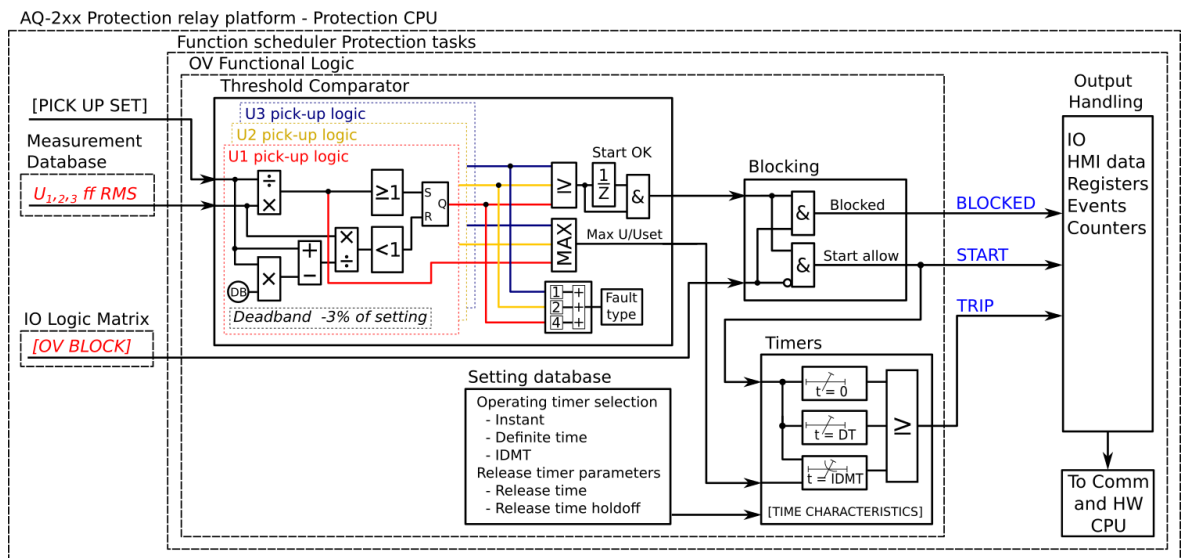 AQ-2xx Protection relay platform - Protection CPU
Function scheduler Protection tasks
OV Functional Logic
Threshold Comparator
[PICK UP SET]
Measurement
Database
U1,2,3 ff RMS
IO Logic Matrix
[OV BLOCK]
U3 pick-up logic
U2 pick-up logic
U1 pick-up logic
÷
×
≥1
S
Q
R
×
÷
<1
+
−
×
DB
Deadband -3% of setting
≥
Start OK
1
Z
&
MAX
Max U/Uset
1 +
2 +
4 +
Fault
type
Blocking
&
Blocked
&
Start allow
BLOCKED
START
TRIP
Timers
t = 0
t = DT
t = IDMT
≥
[TIME CHARACTERISTICS]
Setting database
Operating timer selection
- Instant
- Definite time
- IDMT
Release timer parameters
- Release time
- Release time holdoff
Output
Handling
IO
HMI data
Registers
Events
Counters
To Comm
and HW
CPU